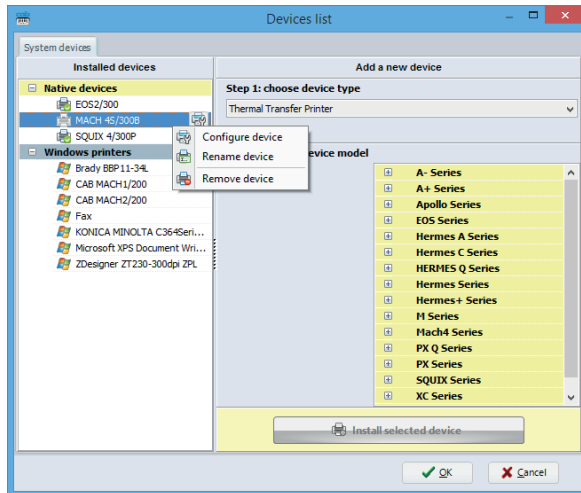 Devices list
System devices
Installed devices
Add a new device
Native devices
EOS2/300
MACH 4S/300B
SQUIX 4/300P
Windows printers
Brady BBP11-34L
CAB MACH1/200
CAB MACH2/200
Fax
KONICA MINOLTA C364Seri...
Microsoft XPS Document Wri...
ZDesigner ZT230-300dpi ZPL
Configure device
Rename device
Remove device
Step 1: choose device type
Thermal Transfer Printer
evice model
A- Series
A+ Series
Apollo Series
EOS Series
Hermes A Series
Hermes C Series
HERMES Q Series
Hermes Series
Hermes+ Series
M Series
Mach4 Series
PX Q Series
PX Series
SQUIX Series
XC Series
Install selected device
OK
Cancel